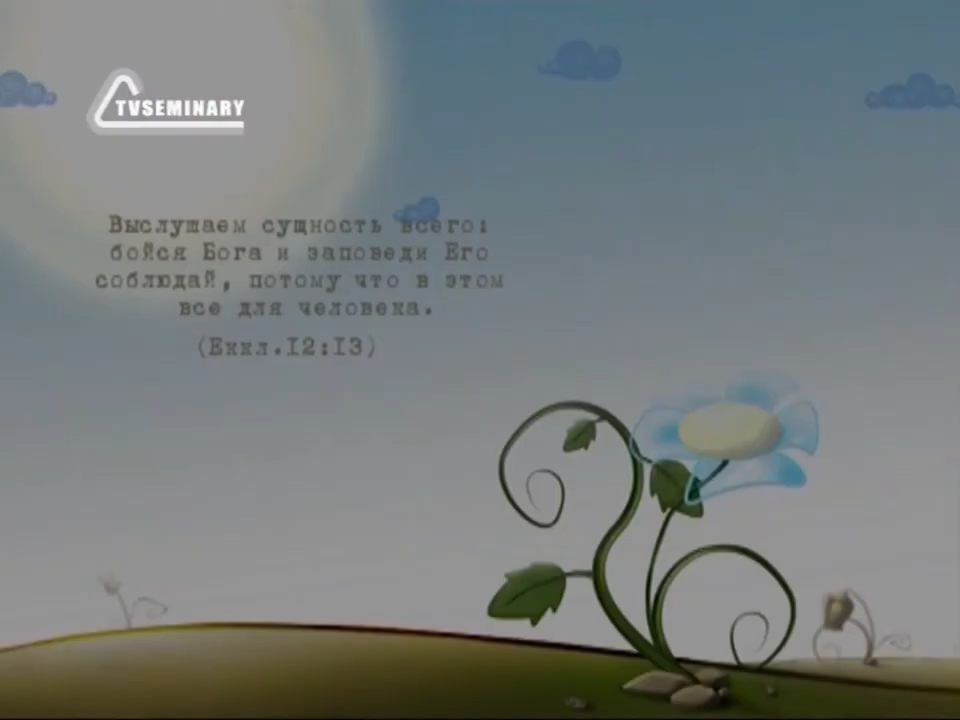 TVSEMINARY
Выслушаем сущность всего:
бойся Бога и заповеди Его
соблюдай, потому что в этом
все для человека.
(Еккл.12:13)